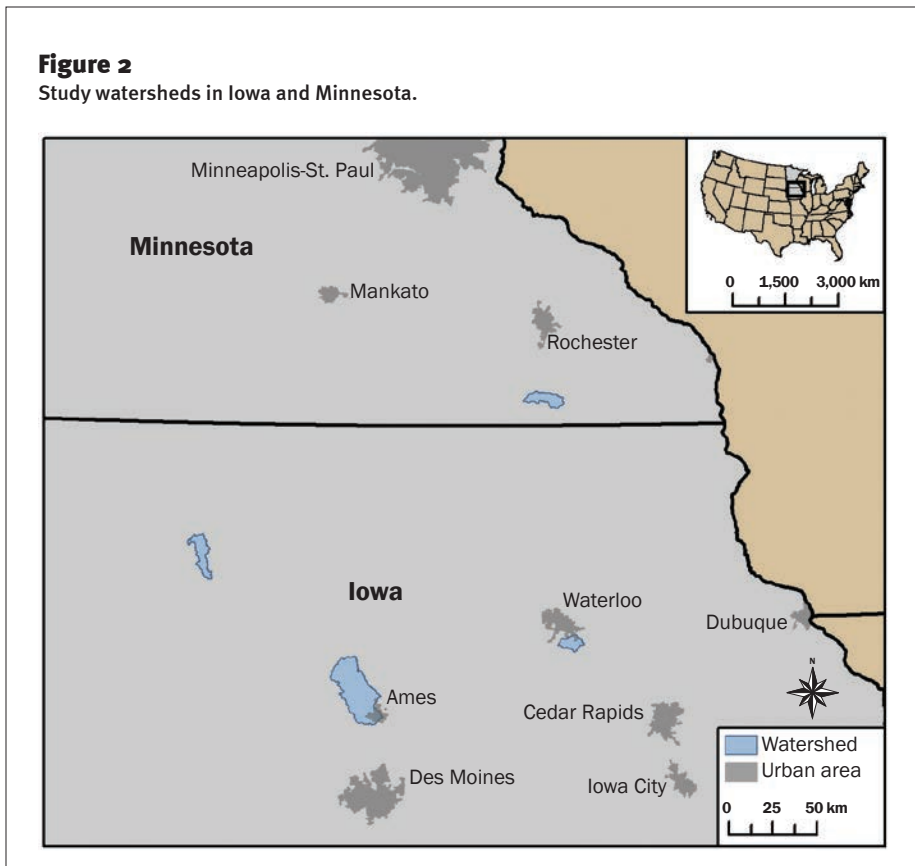 Figure 2
Study watersheds in Iowa and Minnesota.
Minneapolis-St. Paul
Minnesota
0 1,500 3,000 km
Mankato
Rochester
Iowa
Waterloo
Dubuque
N
Ames
Cedar Rapids
Des Moines
Iowa City
Watershed
Urban area
0 25 50 km